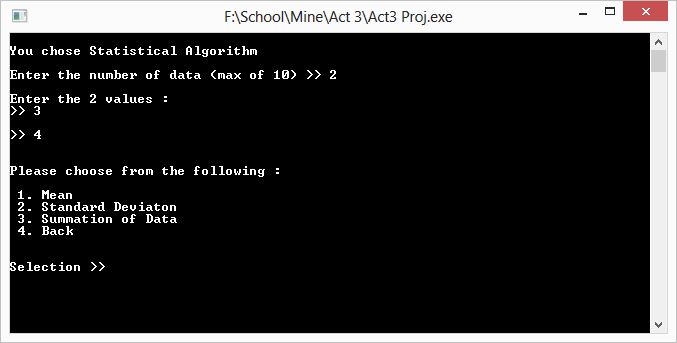 F:\School\Mine\Act 3\Act3 Proj.exe
You chose Statistical Algorithm
Enter the number of data (max of 10) >> 2
Enter the 2 values :
>> 3
>> 4
Please choose from the following :
1. Mean
2. Standard Deviaton
3. Summation of Data
4. Back
Selection >>